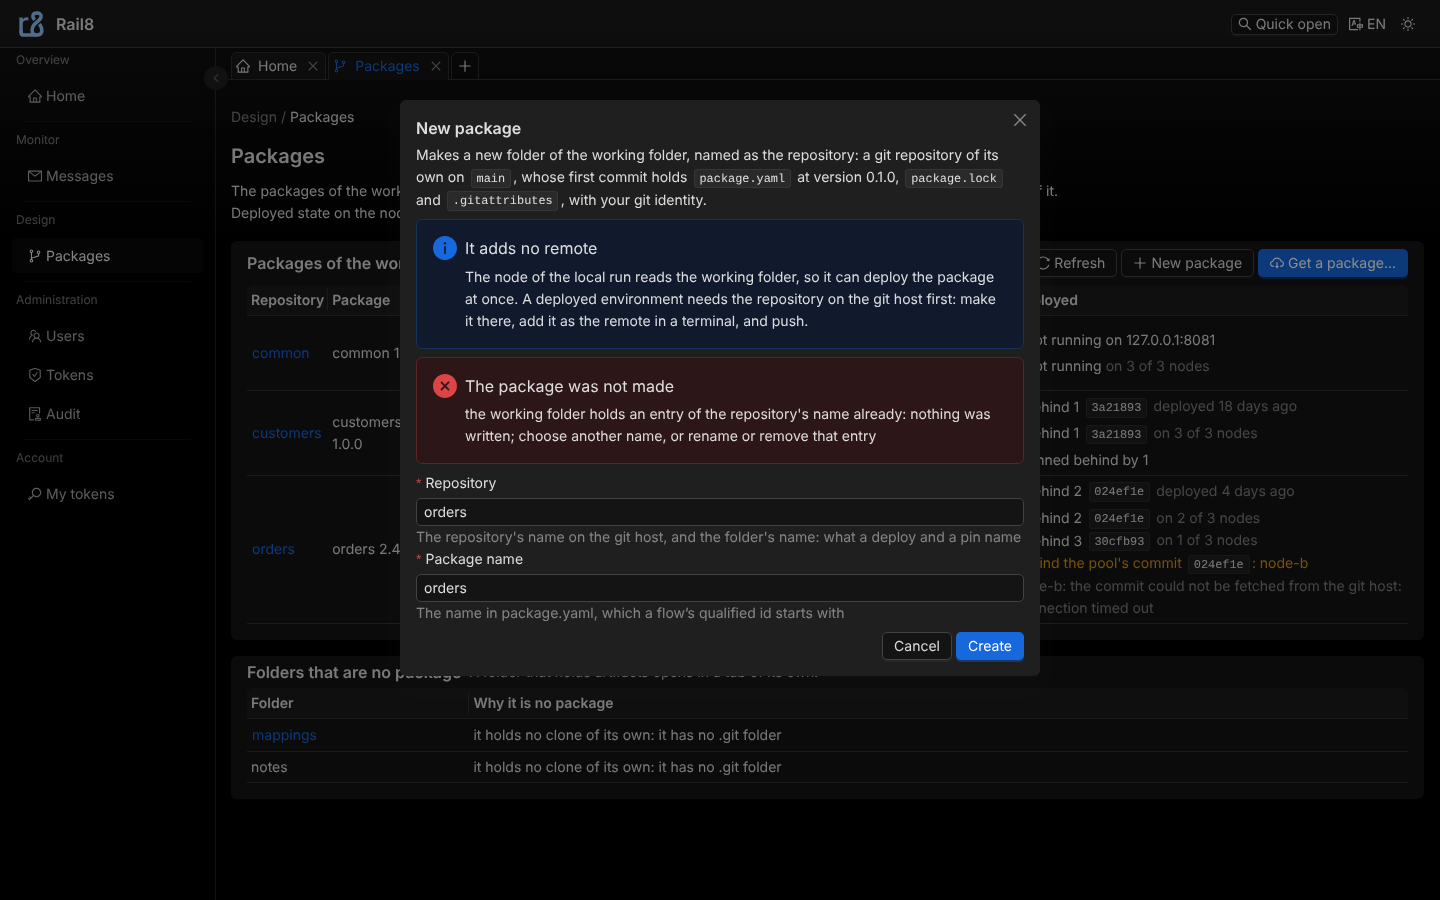 Rail8
Quick open
EN
Overview
Home
Monitor
Messages
Design
Packages
Administration
Users
Tokens
Audit
Account
My tokens
Home
Packages
Design / Packages
Packages
The packages of the work
f it.
Deployed state on the nod
Packages of the wor
Refresh
New package
Get a package...
Repository
Package
loyed
common
common 1
ot running on 127.0.0.1:8081
ot running on 3 of 3 nodes
customers
customers
1.0.0
ehind 1 3a21893 deployed 18 days ago
ehind 1 3a21893 on 3 of 3 nodes
nned behind by 1
orders
orders 2.4
ehind 2 024ef1e deployed 4 days ago
ehind 2 024ef1e on 2 of 3 nodes
ehind 3 30cfb93 on 1 of 3 nodes
ind the pool's commit 024ef1e : node-b
e-b: the commit could not be fetched from the git host:
nnection timed out
New package
Makes a new folder of the working folder, named as the repository: a git repository of its
own on main , whose first commit holds package.yaml at version 0.1.0, package.lock
and .gitattributes , with your git identity.
It adds no remote
The node of the local run reads the working folder, so it can deploy the package
at once. A deployed environment needs the repository on the git host first: make
it there, add it as the remote in a terminal, and push.
The package was not made
the working folder holds an entry of the repository's name already: nothing was
written; choose another name, or rename or remove that entry
* Repository
orders
The repository's name on the git host, and the folder's name: what a deploy and a pin name
* Package name
orders
The name in package.yaml, which a flow’s qualified id starts with
Cancel
Create
Folders that are no package
Folder
Why it is no package
mappings
it holds no clone of its own: it has no .git folder
notes
it holds no clone of its own: it has no .git folder